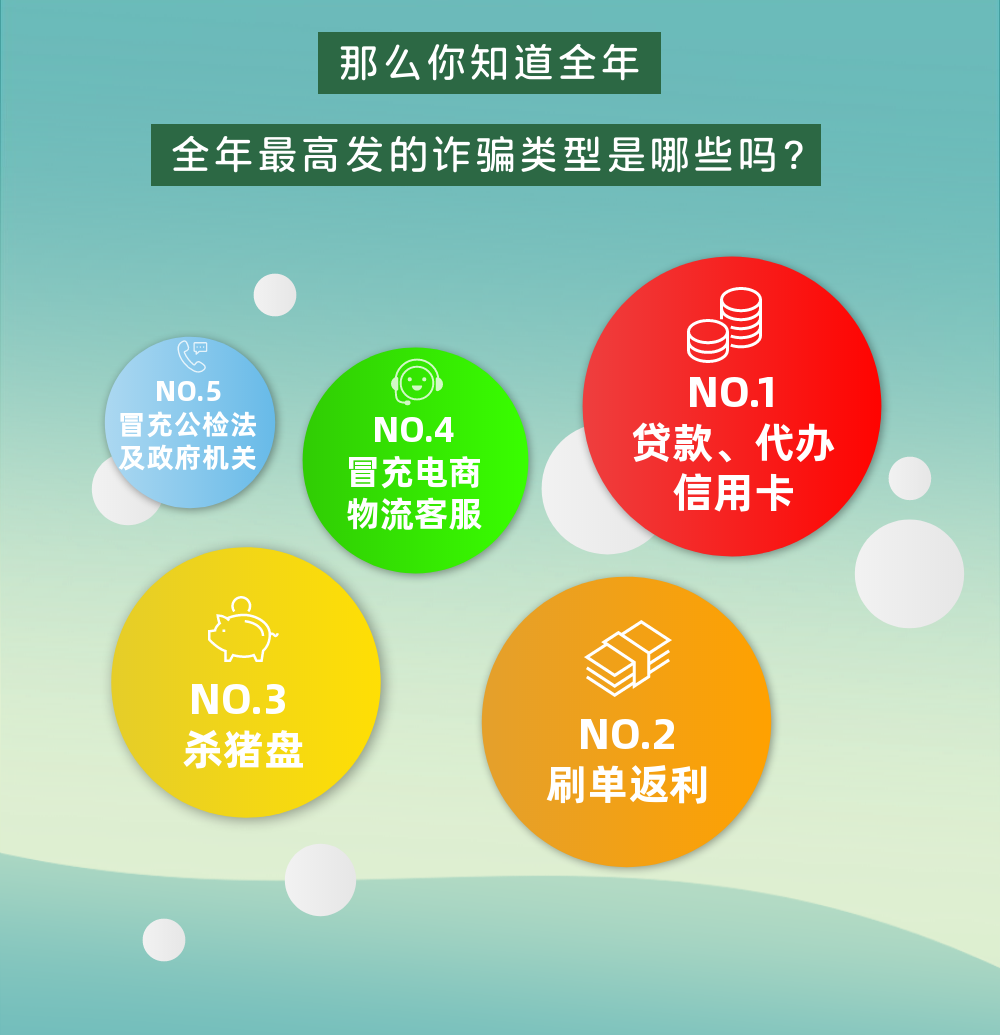 那么你知道全年
全年最高发的诈骗类型是哪些吗?
NO.1
贷款、代办
信用卡
NO.2
刷单返利
NO.3
杀猪盘
NO.4
冒充电商
物流客服
NO.5
冒充公检法
及政府机关